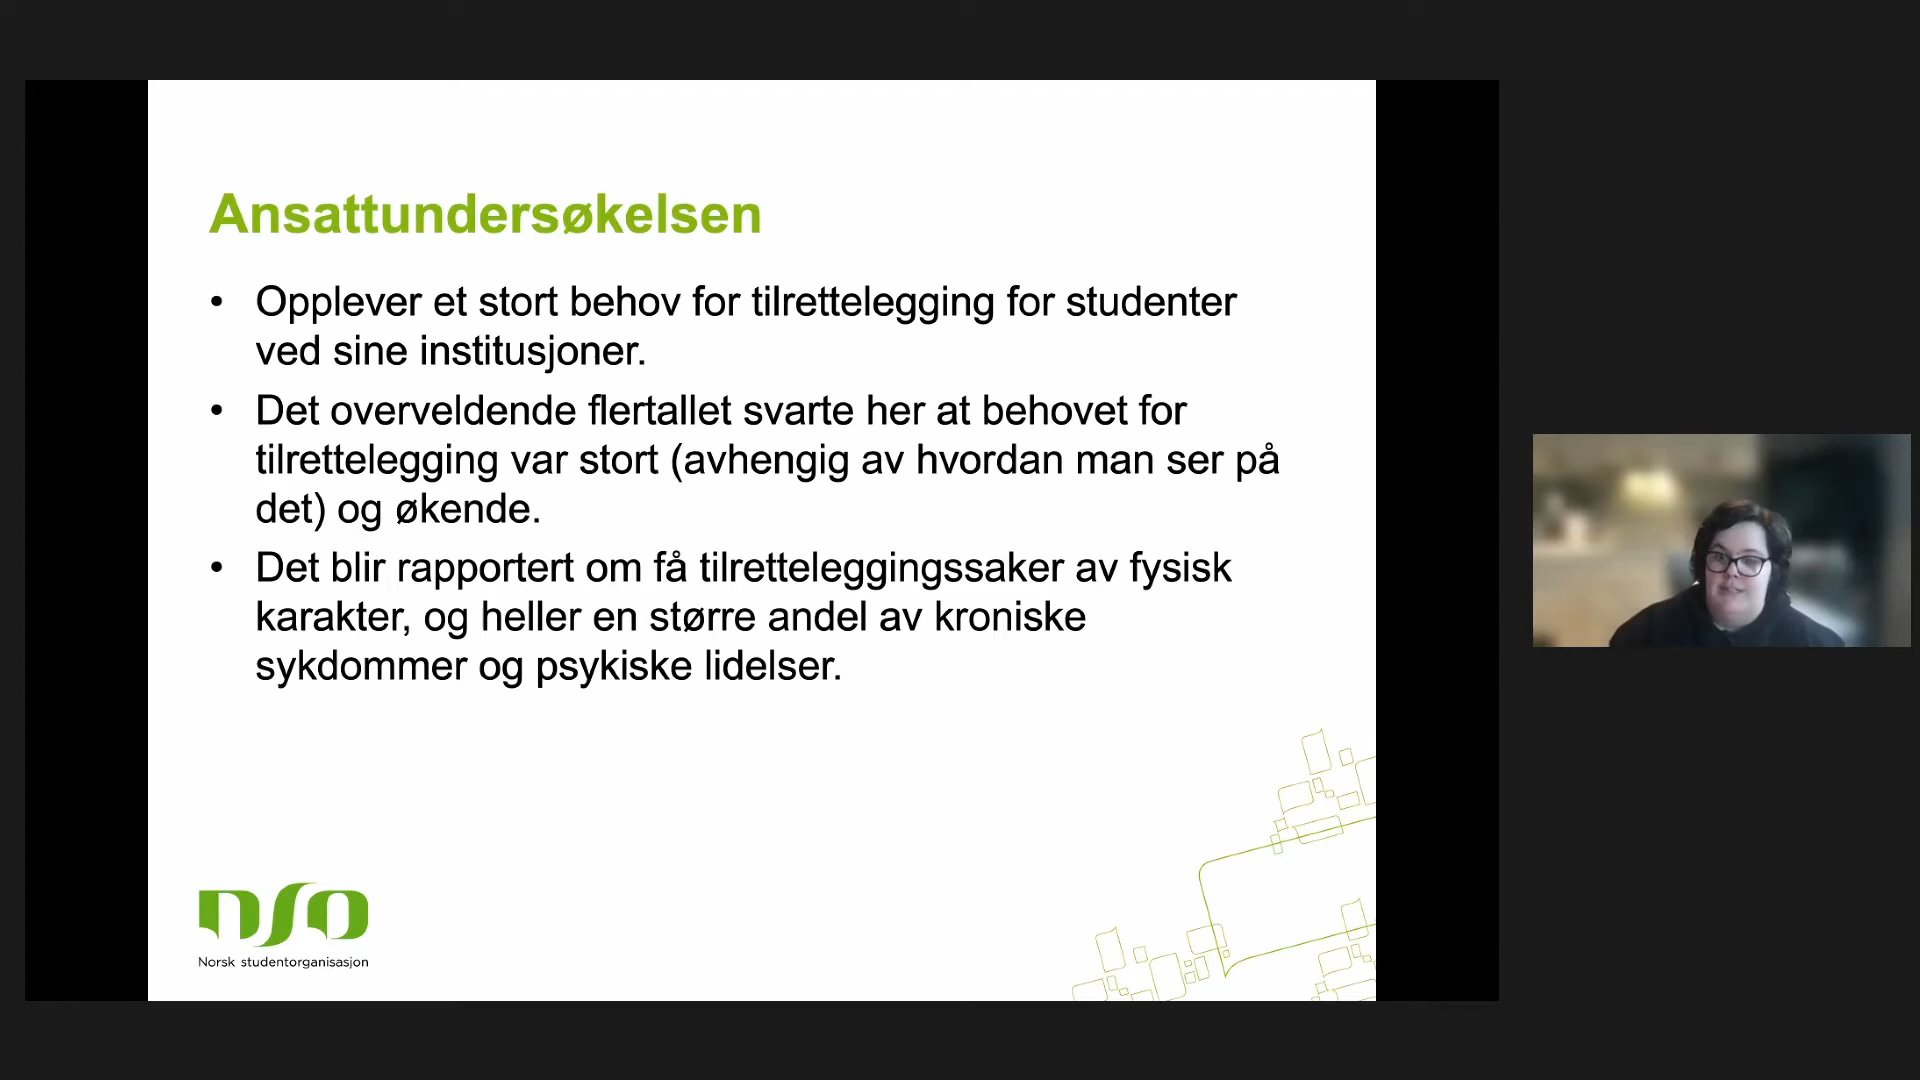 Ansattundersøkelsen
• Opplever et stort behov for tilrettelegging for studenter
ved sine institusjoner.
• Det overveldende flertallet svarte her at behovet for
tilrettelegging var stort (avhengig av hvordan man ser på
det) og økende.
• Det blir rapportert om få tilretteleggingssaker av fysisk
karakter, og heller en større andel av kroniske
sykdommer og psykiske lidelser.
nso
Norsk studentorganisasjon